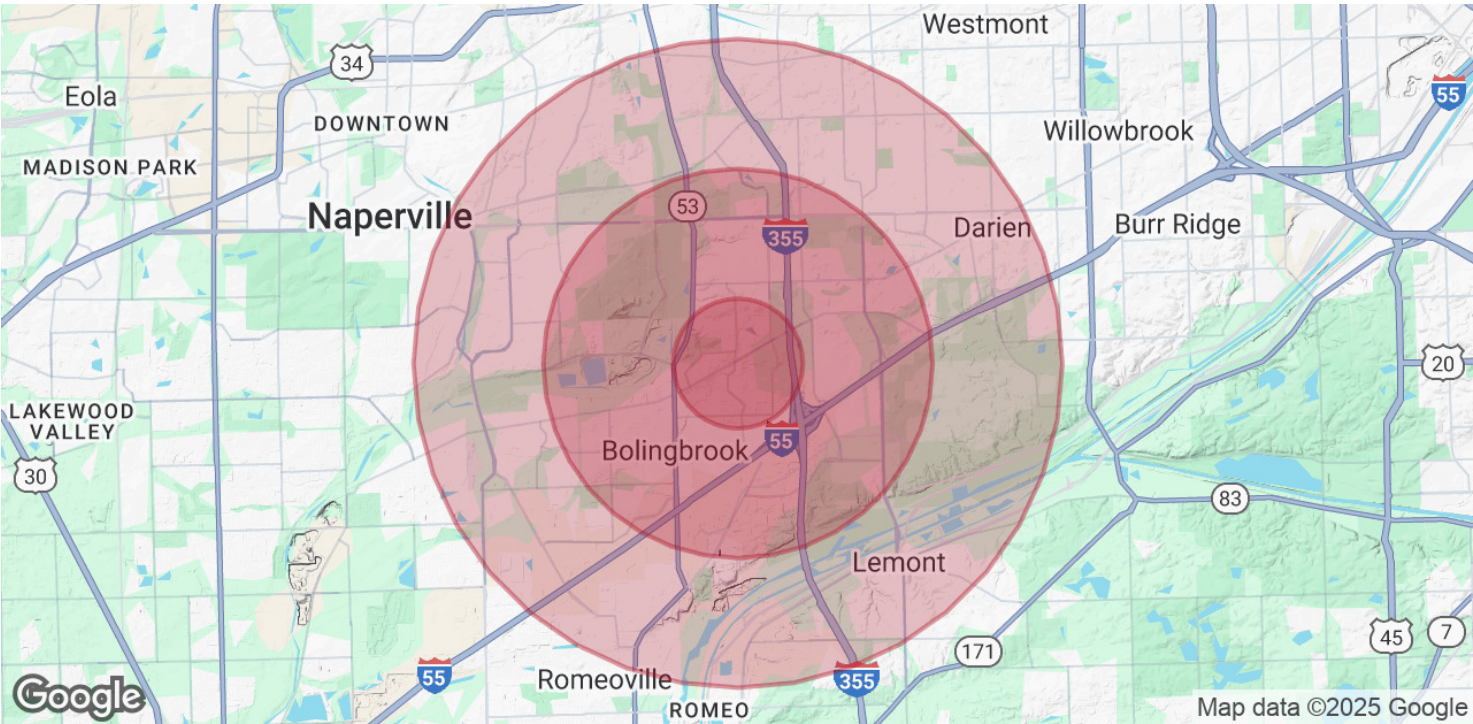 Westmont
34
55
Eola
DOWNTOWN
Willowbrook
MADISON PARK
53
Naperville
355
Darien
Burr Ridge
20
LAKEWOOD
VALLEY
55
Bolingbrook
30
83
Lemont
45
7
171
55
Romeoville
355
ROMEO
Google
Map data ©2025 Google